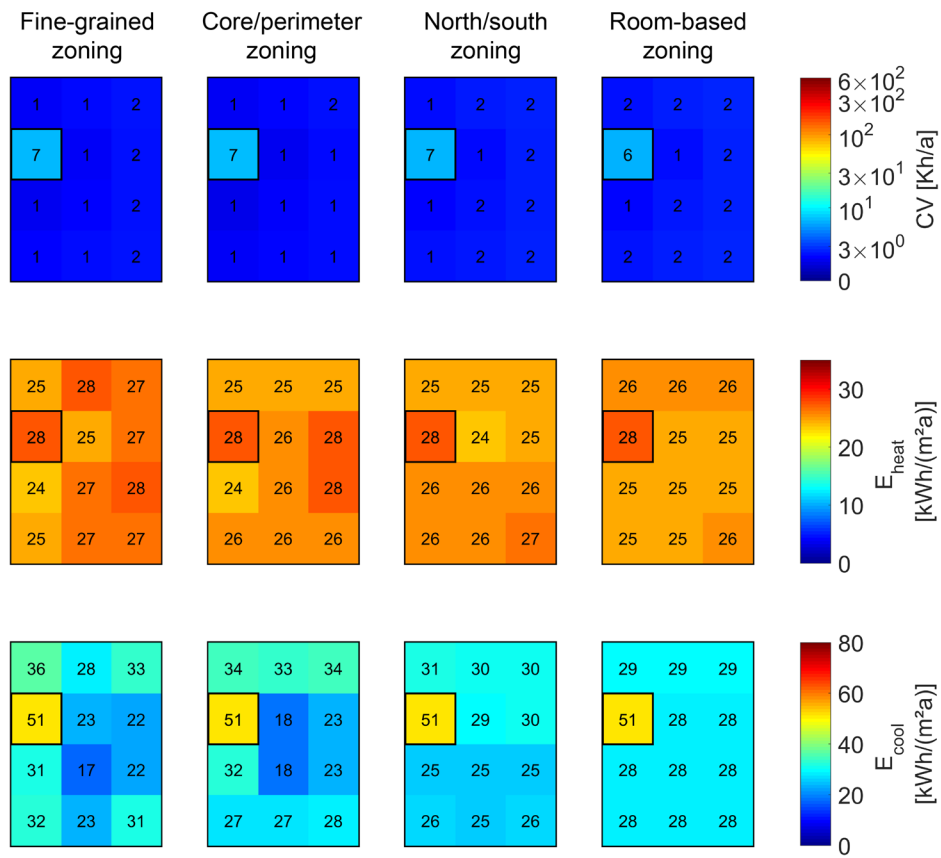 Fine-grained zoning
Core/perimeter zoning
North/south zoning
Room-based zoning
1 1 2 1 1 2 1 2 2 2 2 2
7 1 2 7 1 1 7 1 2 6 1 2
1 1 2 1 1 1 1 2 2 1 2 2
1 1 2 1 1 1 1 2 2 2 2 2
6×10²
3×10²
10²
3×10¹
10¹
3×10⁰
0
CV [Kh/a]
25 28 27 25 25 25 25 25 25 26 26 26
28 25 27 28 26 28 28 24 25 28 25 25
24 27 28 24 26 28 26 26 26 25 25 25
25 27 27 26 26 26 26 26 27 25 25 26
30
20
10
0
E_heat
[kWh/(m²a)]
36 28 33 34 33 34 31 30 30 29 29 29
51 23 22 51 18 23 51 29 30 51 28 28
31 17 22 32 18 23 25 25 25 28 28 28
32 23 31 27 27 28 26 25 26 28 28 28
80
60
40
20
0
E_cool
[kWh/(m²a)]